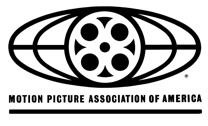 MOTION PICTURE ASSOCIATION OF AMERICA
®